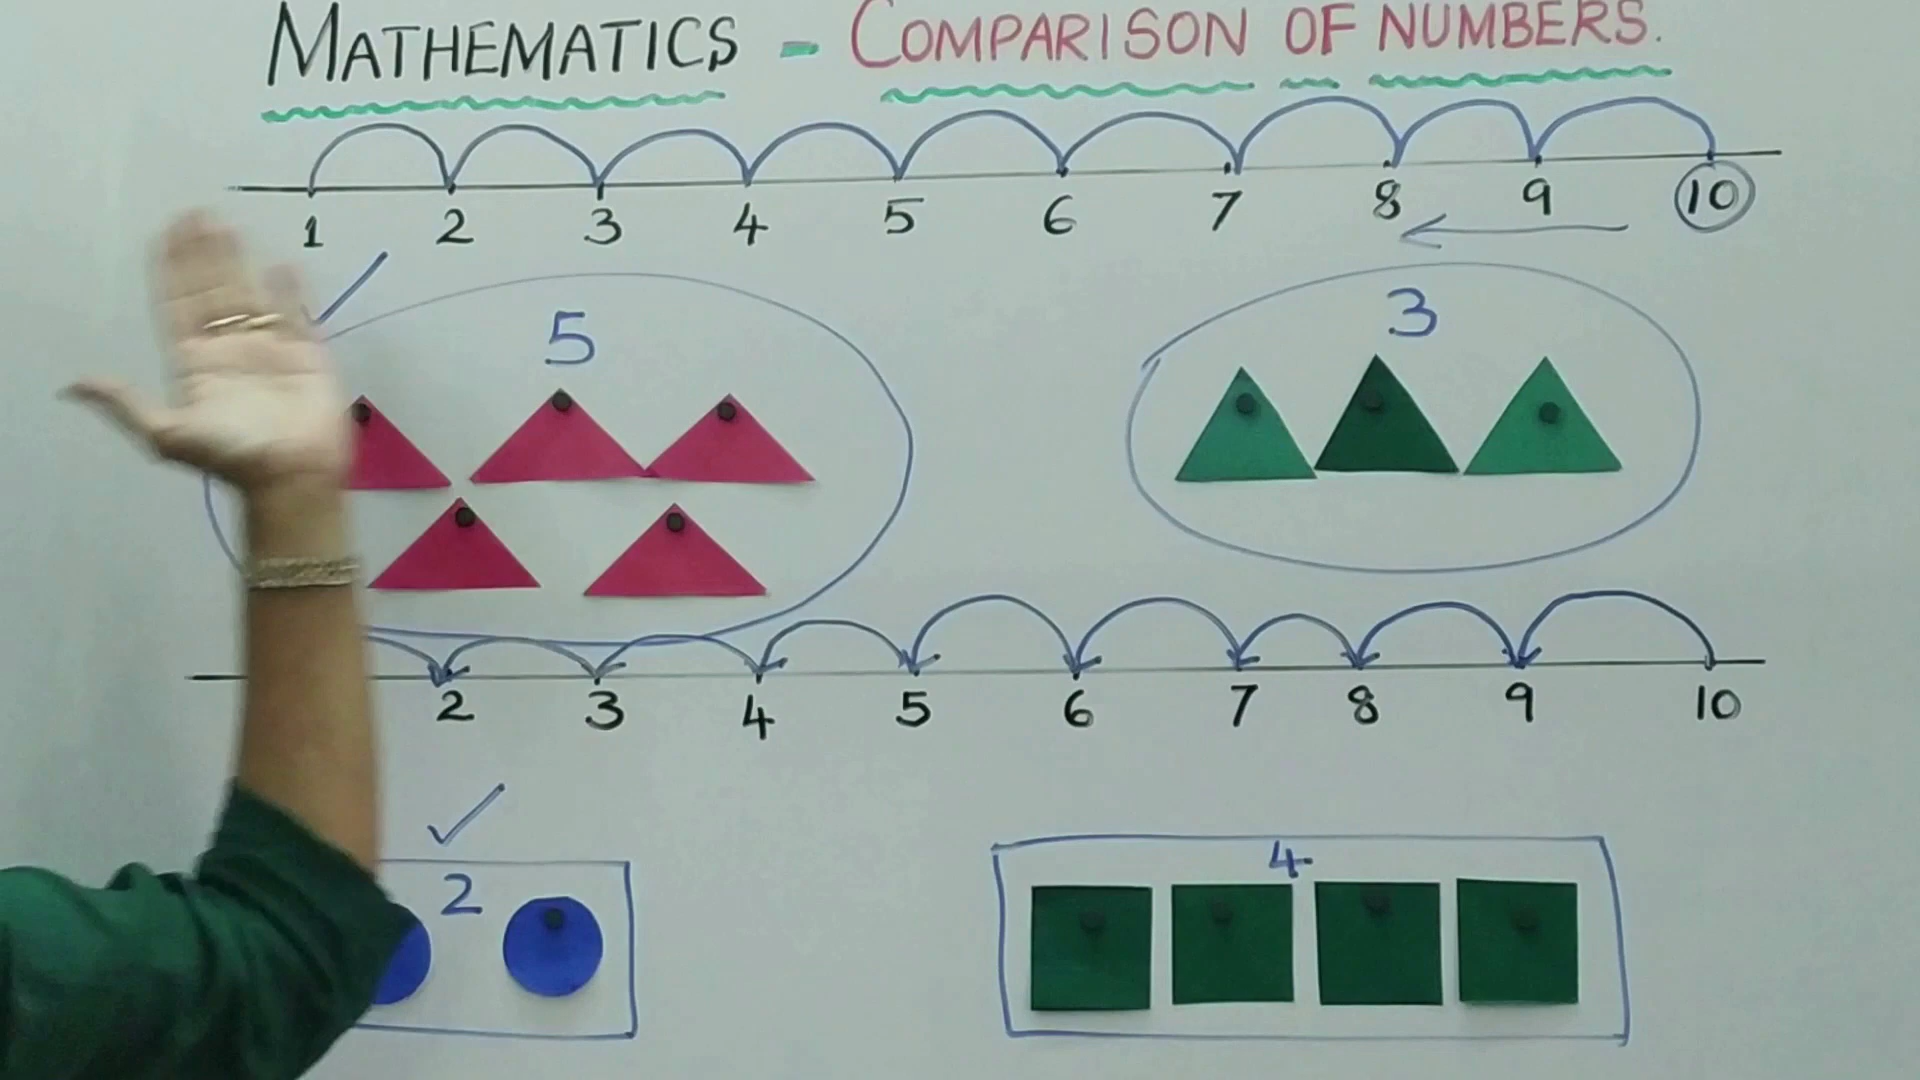 MATHEMATICS - COMPARISON OF NUMBERS.
1 2 3 4 5 6 7 8 9 10
5 3
2 3 4 5 6 7 8 9 10
2 4